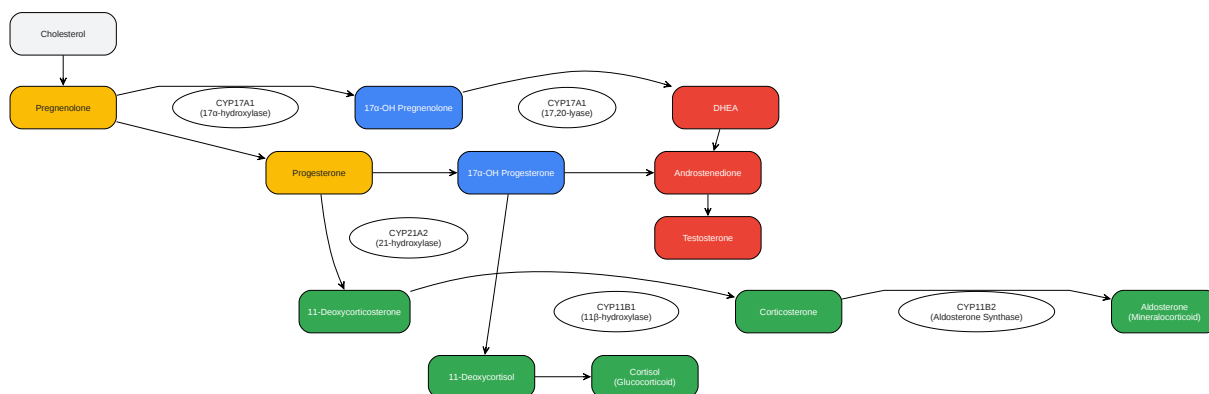 Cholesterol
Pregnenolone
CYP17A1
(17α-hydroxylase)
17α-OH Pregnenolone
CYP17A1
(17,20-lyase)
DHEA
Progesterone
17α-OH Progesterone
Androstenedione
CYP21A2
(21-hydroxylase)
Testosterone
11-Deoxycorticosterone
CYP11B1
(11β-hydroxylase)
Corticosterone
CYP11B2
(Aldosterone Synthase)
Aldosterone
(Mineralocorticoid)
11-Deoxycortisol
Cortisol
(Glucocorticoid)